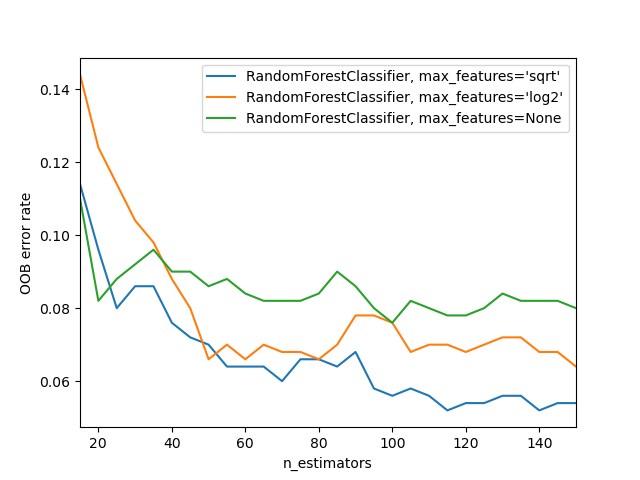 RandomForestClassifier, max_features='sqrt'
RandomForestClassifier, max_features='log2'
RandomForestClassifier, max_features=None
0.14
0.12
0.10
0.08
0.06
OOB error rate
20 40 60 80 100 120 140
n_estimators